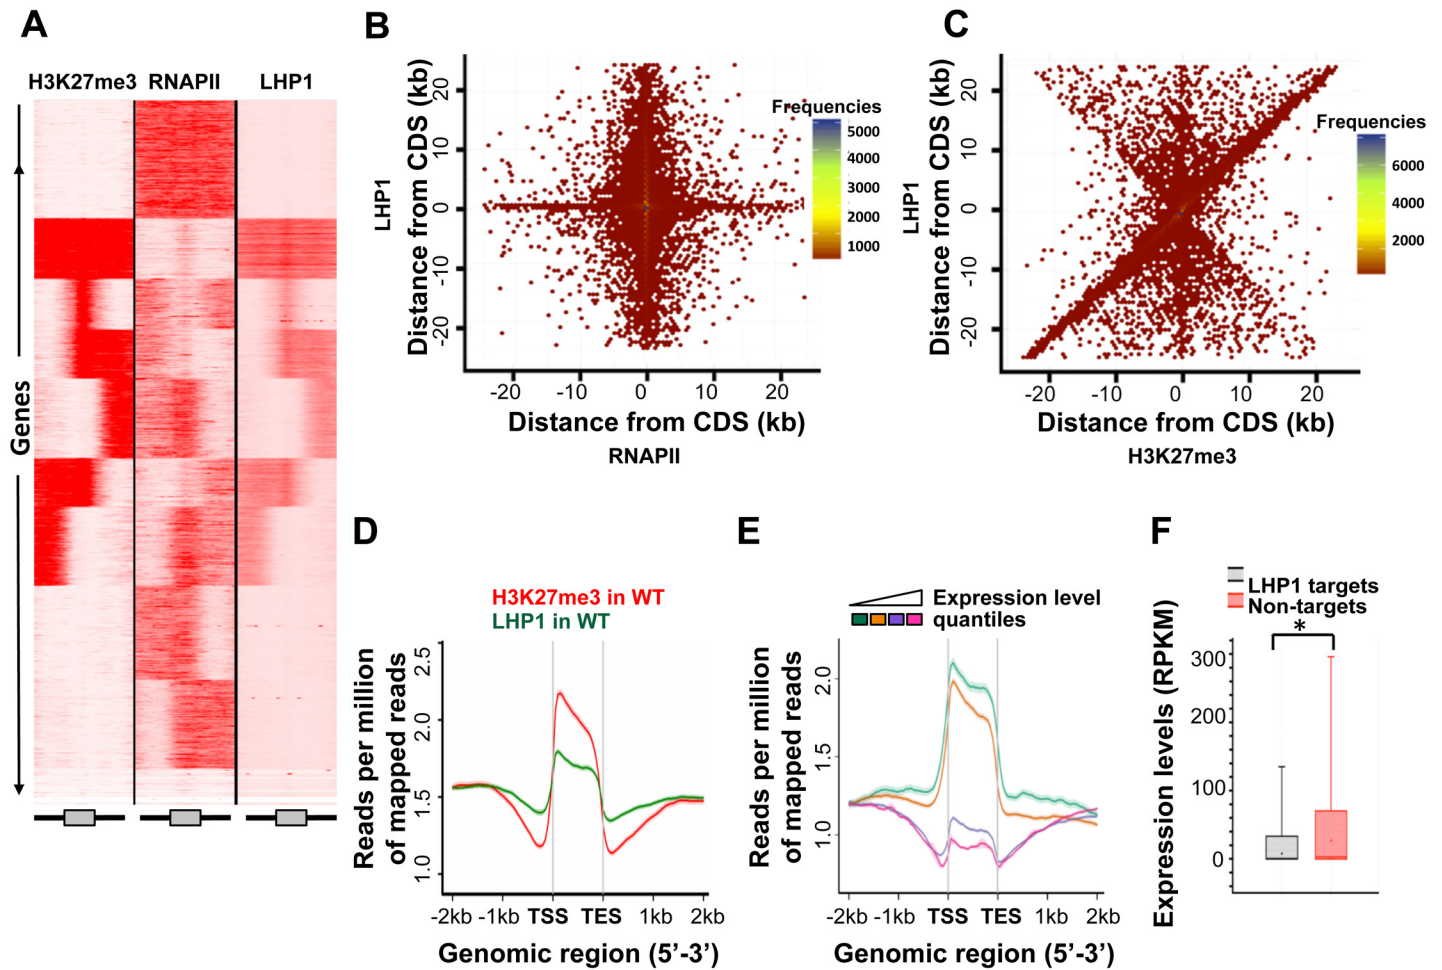 A
H3K27me3 RNAPII LHP1
Genes
B
LHP1
Distance from CDS (kb)
20
10
0
-10
-20
-20 -10 0 10 20
Distance from CDS (kb)
RNAPII
Frequencies
5000
4000
3000
2000
1000
C
LHP1
Distance from CDS (kb)
20
10
0
-10
-20
-20 -10 0 10 20
Distance from CDS (kb)
H3K27me3
Frequencies
6000
4000
2000
D
H3K27me3 in WT
LHP1 in WT
Reads per million
of mapped reads
2.5
2.0
1.5
1.0
-2kb -1kb TSS TES 1kb 2kb
Genomic region (5’-3’)
E
Expression level
quantiles
Reads per million
of mapped reads
2.0
1.5
1.0
-2kb -1kb TSS TES 1kb 2kb
Genomic region (5’-3’)
F
LHP1 targets
Non-targets
*
Expression levels (RPKM)
300
200
100
0